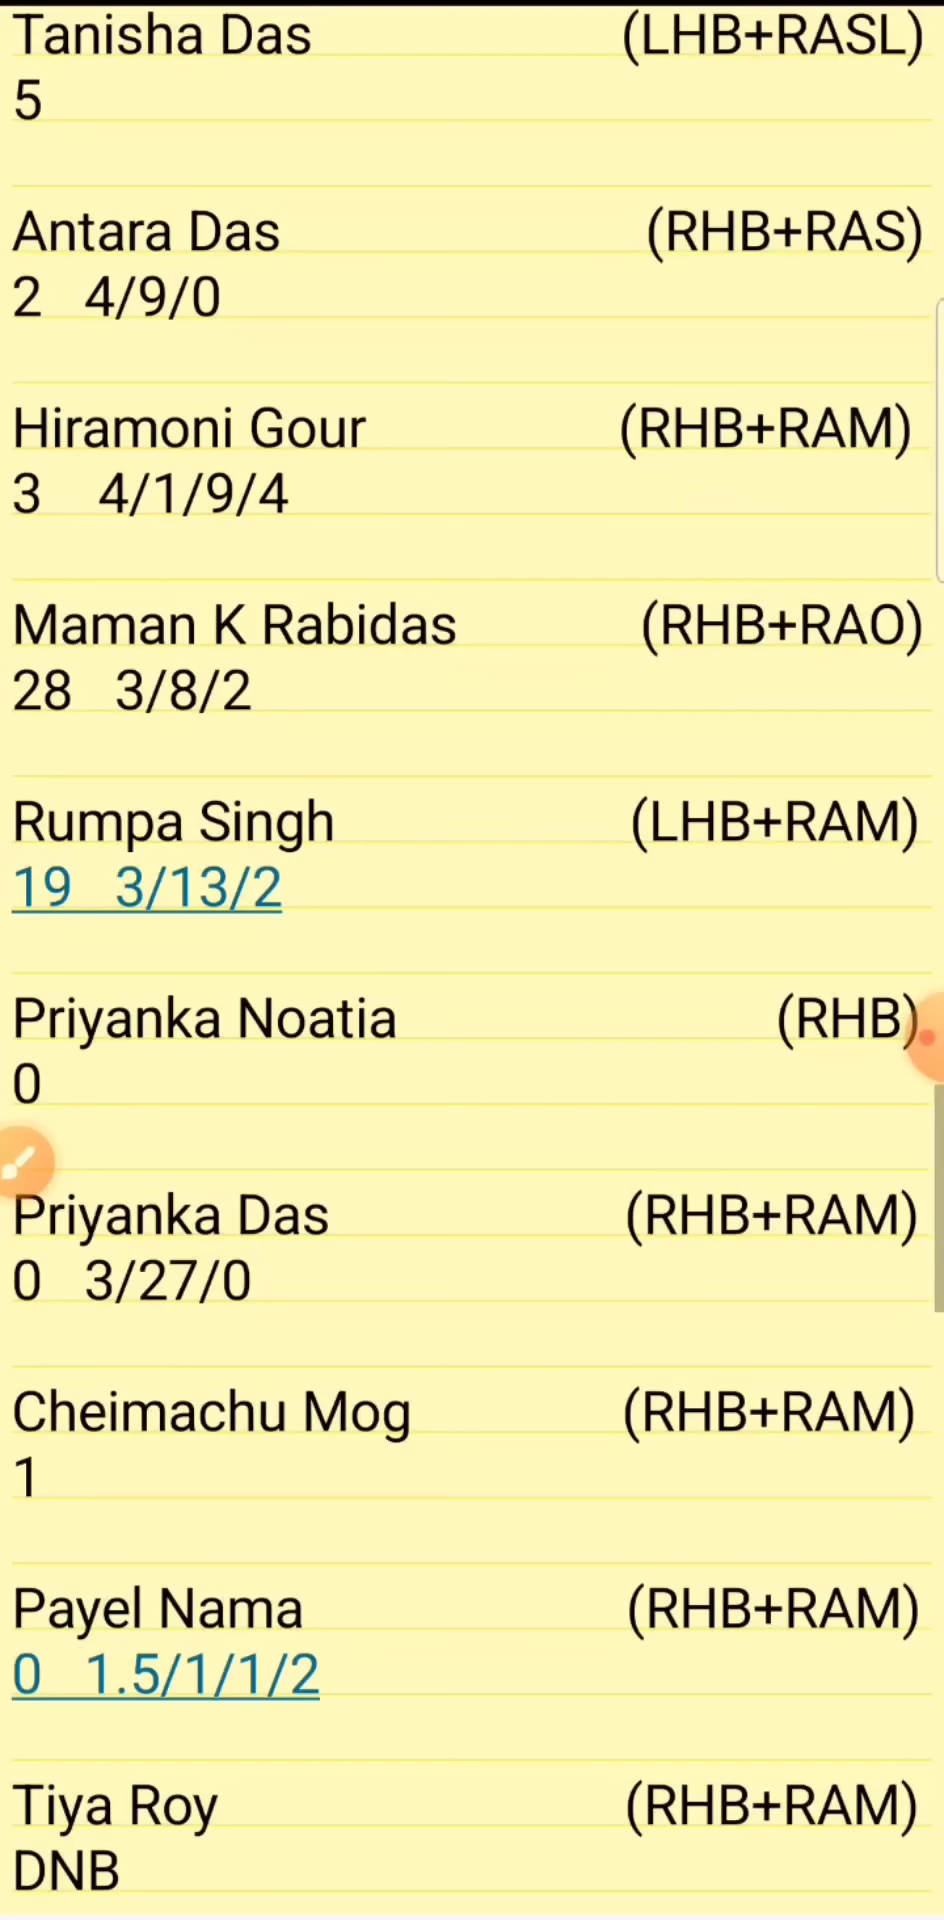 Tanisha Das (LHB+RASL)
5
Antara Das (RHB+RAS)
2 4/9/0
Hiramoni Gour (RHB+RAM)
3 4/1/9/4
Maman K Rabidas (RHB+RAO)
28 3/8/2
Rumpa Singh (LHB+RAM)
19 3/13/2
Priyanka Noatia (RHB)
0
Priyanka Das (RHB+RAM)
0 3/27/0
Cheimachu Mog (RHB+RAM)
1
Payel Nama (RHB+RAM)
0 1.5/1/1/2
Tiya Roy (RHB+RAM)
DNB